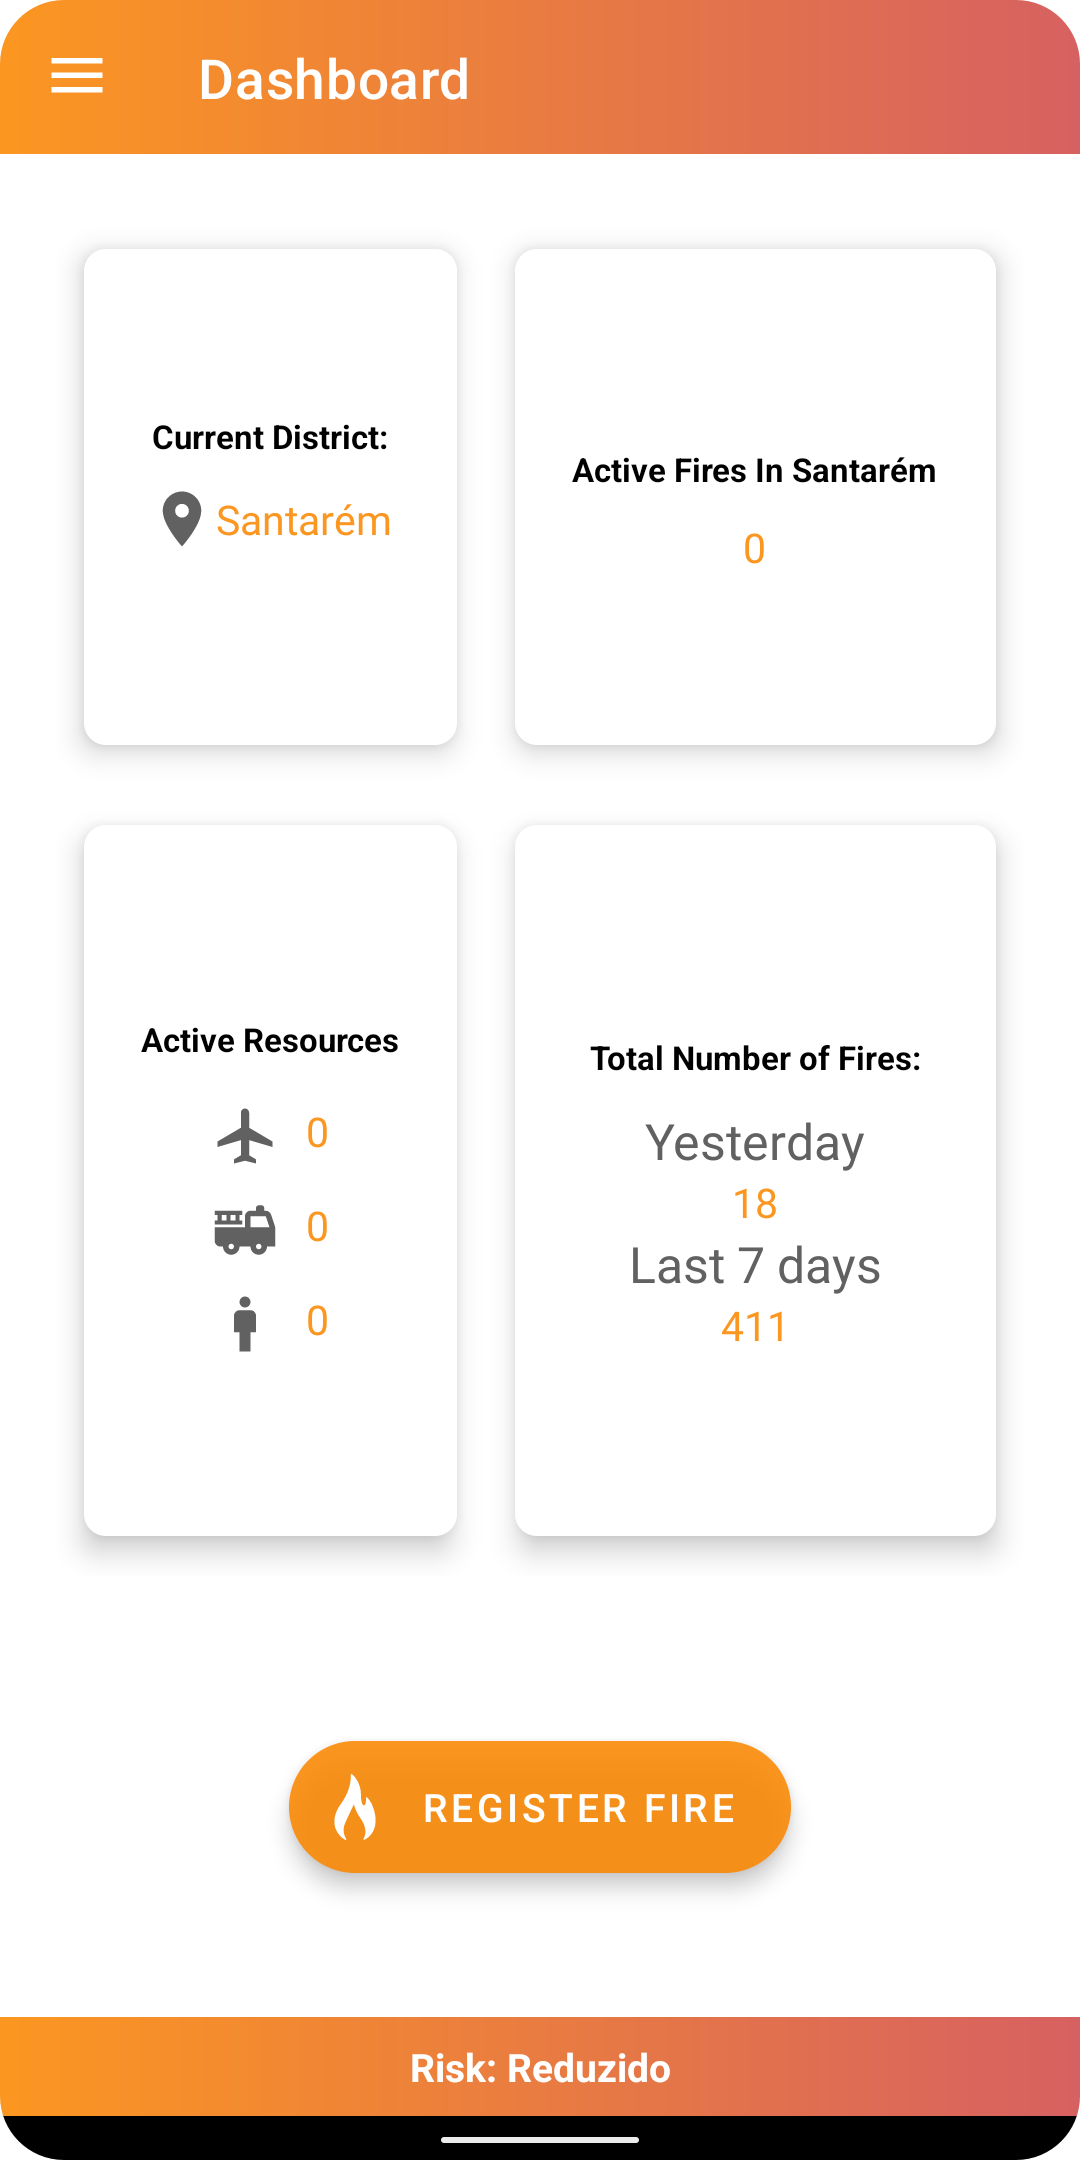 Dashboard
Current District:
Santarém
Active Fires In Santarém
0
Active Resources
0
0
0
Total Number of Fires:
Yesterday
18
Last 7 days
411
REGISTER FIRE
Risk: Reduzido